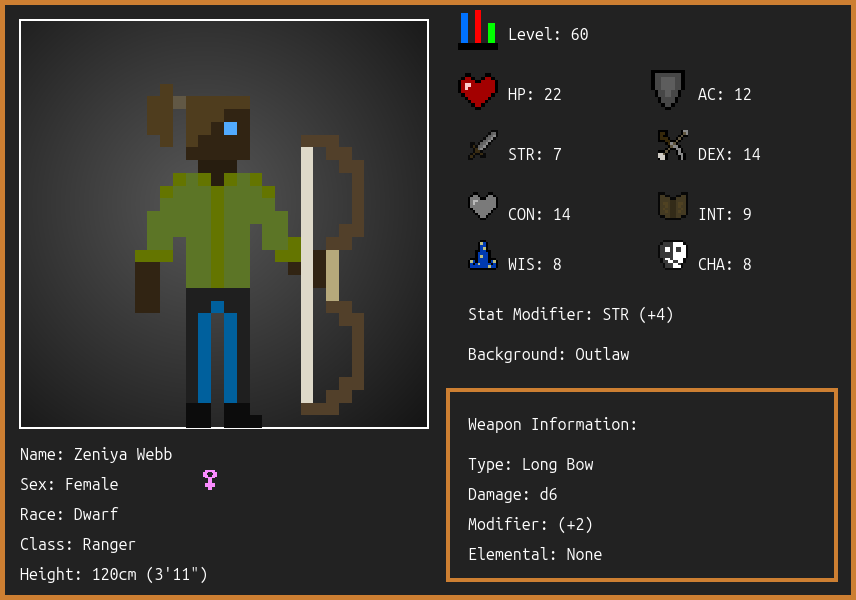 Level: 60
HP: 22
AC: 12
STR: 7
DEX: 14
CON: 14
INT: 9
WIS: 8
CHA: 8
Stat Modifier: STR (+4)
Background: Outlaw
Weapon Information:
Type: Long Bow
Damage: d6
Modifier: (+2)
Elemental: None
Name: Zeniya Webb
Sex: Female
Race: Dwarf
Class: Ranger
Height: 120cm (3'11")